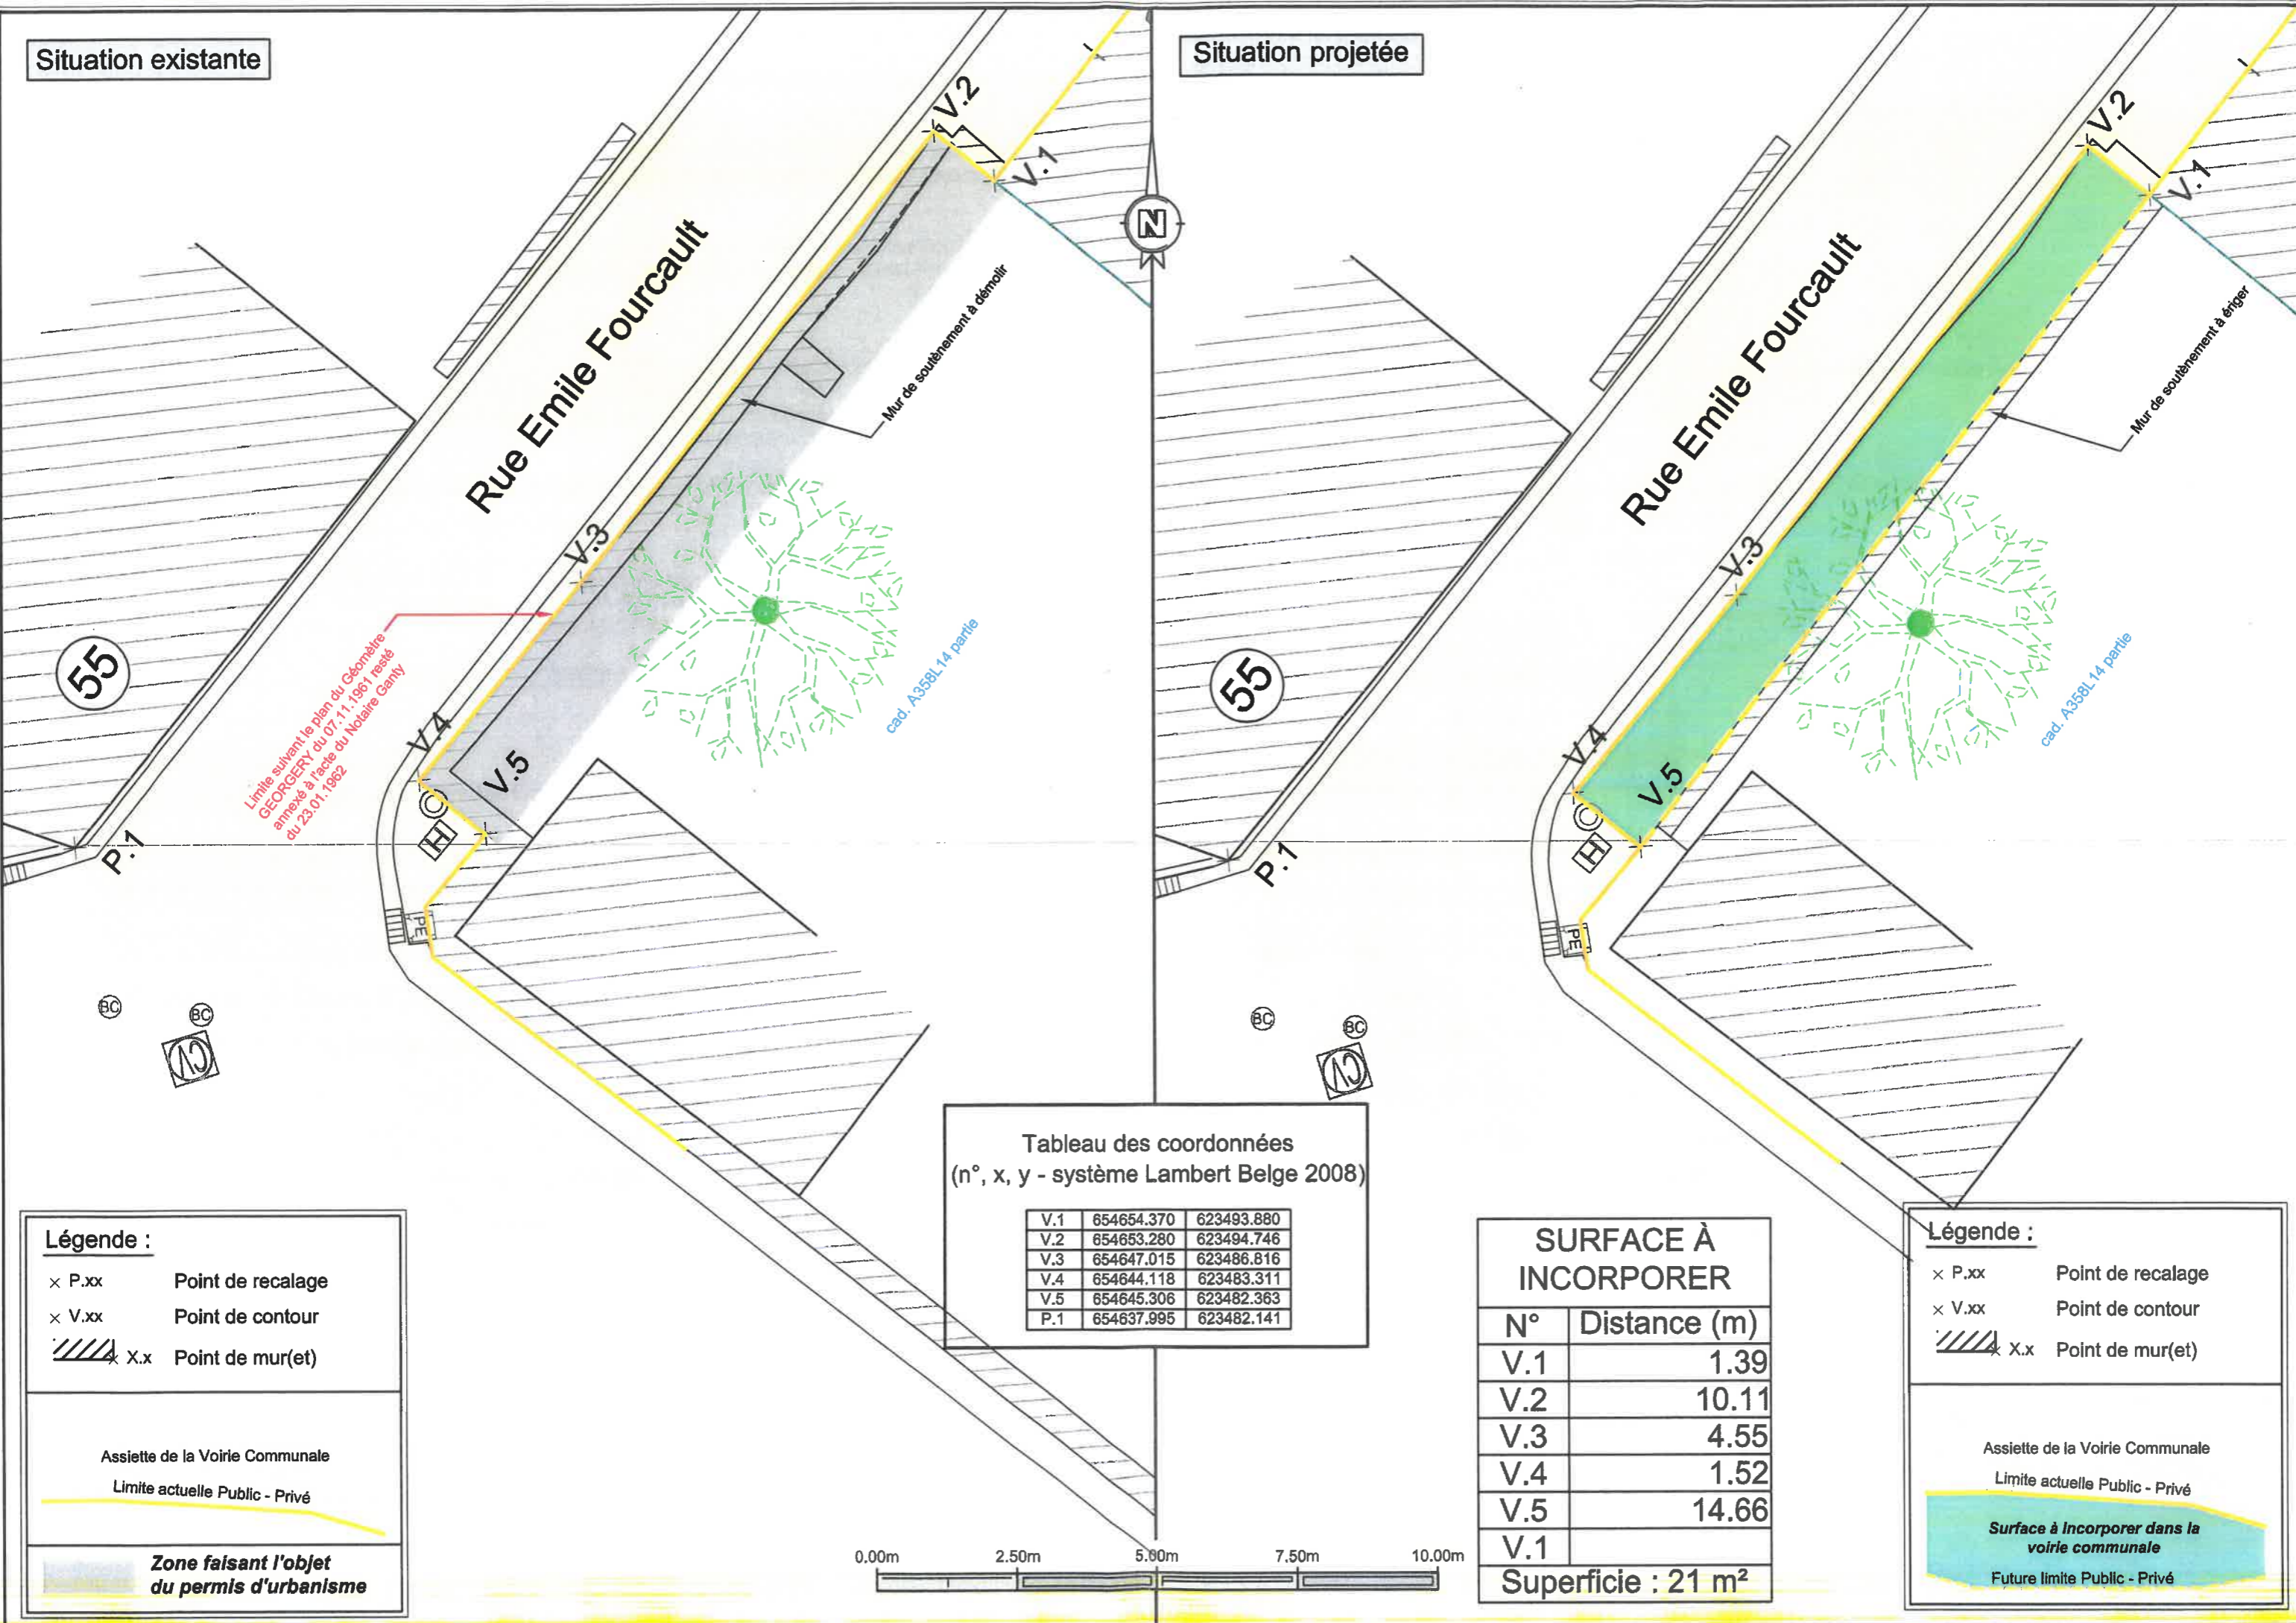 Situation existante
V.2
V.1
Rue Emile Fourcault
Mur de soutènement à démolir
V.3
55
Limite suivant le plan du Géomètre
GEORGERY du 07.11.1961 resté
annexé à l'acte du Notaire Ganty
du 23.01.1962
cad. A358L14 partie
V.4
V.5
H
P.1
PE
BC
BC
CV
N
Situation projetée
V.2
V.1
Rue Emile Fourcault
Mur de soutènement à ériger
V.3
55
cad. A358L14 partie
V.4
V.5
H
P.1
PE
BC
BC
CV
Tableau des coordonnées
(n°, x, y - système Lambert Belge 2008)
V.1 654654.370 623493.880
V.2 654653.280 623494.746
V.3 654647.015 623486.816
V.4 654644.118 623483.311
V.5 654645.306 623482.363
P.1 654637.995 623482.141
Légende :
× P.xx Point de recalage
× V.xx Point de contour
X.x Point de mur(et)
Assiette de la Voirie Communale
Limite actuelle Public - Privé
Zone faisant l'objet
du permis d'urbanisme
0.00m 2.50m 5.00m 7.50m 10.00m
SURFACE À
INCORPORER
N° Distance (m)
V.1 1.39
V.2 10.11
V.3 4.55
V.4 1.52
V.5 14.66
V.1
Superficie : 21 m²
Légende :
× P.xx Point de recalage
× V.xx Point de contour
X.x Point de mur(et)
Assiette de la Voirie Communale
Limite actuelle Public - Privé
Surface à Incorporer dans la
voirie communale
Future limite Public - Privé